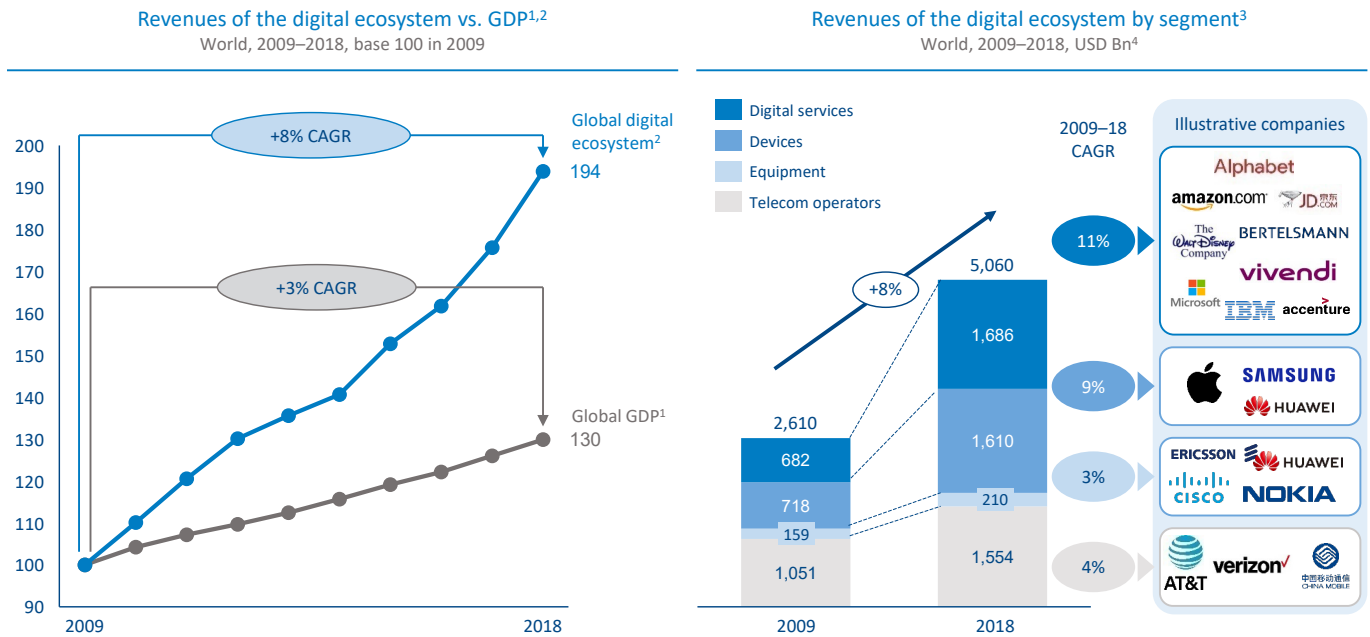 Revenues of the digital ecosystem vs. GDP1,2
World, 2009–2018, base 100 in 2009
+8% CAGR
Global digital
ecosystem2
194
+3% CAGR
Global GDP1
130
200
190
180
170
160
150
140
130
120
110
100
90
2009
2018
Revenues of the digital ecosystem by segment3
World, 2009–2018, USD Bn4
Digital services
Devices
Equipment
Telecom operators
+8%
2,610
682
718
159
1,051
2009
5,060
1,686
1,610
210
1,554
2018
2009–18
CAGR
11%
9%
3%
4%
Illustrative companies
Alphabet
amazon.com
JD.COM 京东
The
WALT DISNEY
Company
BERTELSMANN
vivendi
Microsoft
IBM
accenture
SAMSUNG
HUAWEI
ERICSSON
HUAWEI
CISCO
NOKIA
AT&T
verizon✓
中国移动通信
CHINA MOBILE